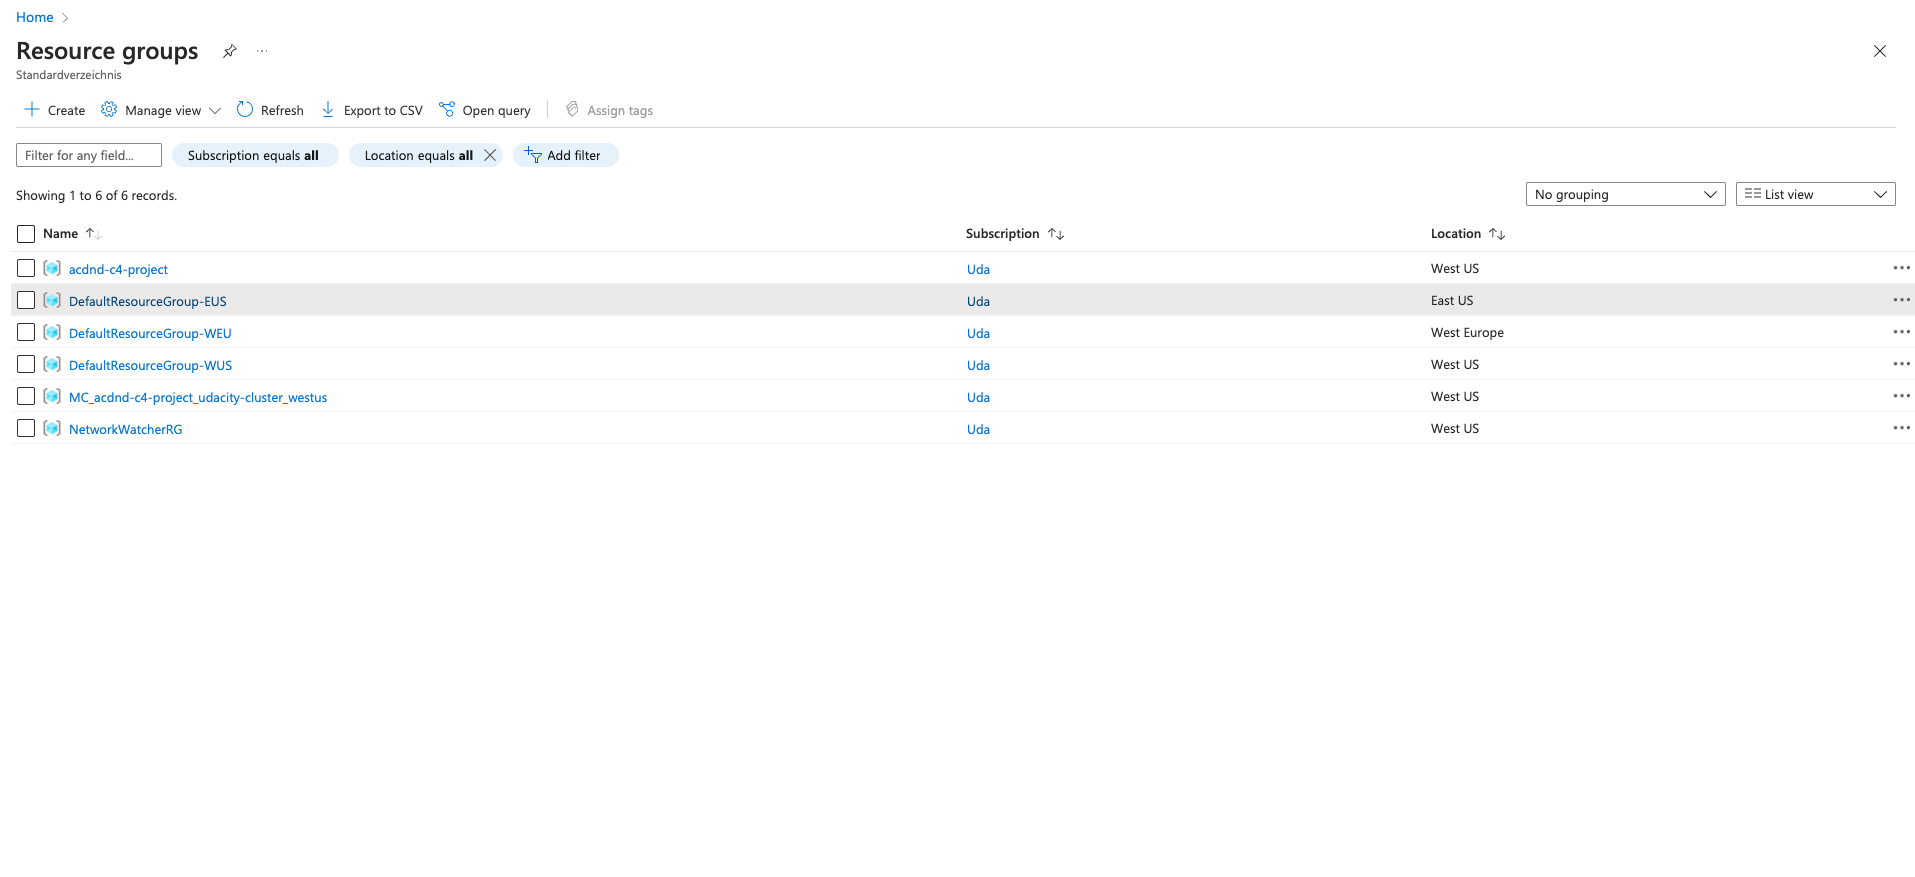 Home
Resource groups
Standardverzeichnis
Create Manage view Refresh Export to CSV Open query Assign tags
Filter for any field... Subscription equals all Location equals all Add filter
Showing 1 to 6 of 6 records. No grouping List view
Name Subscription Location
acdnd-c4-project Uda West US
DefaultResourceGroup-EUS Uda East US
DefaultResourceGroup-WEU Uda West Europe
DefaultResourceGroup-WUS Uda West US
MC_acdnd-c4-project_udacity-cluster_westus Uda West US
NetworkWatcherRG Uda West US